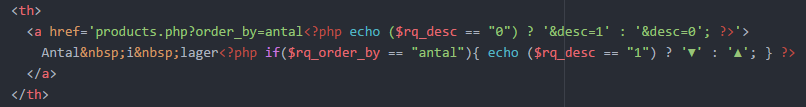 <th>
<a href='products.php?order_by=antal<?php echo ($rq_desc == "0") ? '&desc=1' : '&desc=0'; ?>'>
Antal&nbsp;i&nbsp;lager<?php if($rq_order_by == "antal"){ echo ($rq_desc == "1") ? '▼' : '▲'; } ?>
</a>
</th>